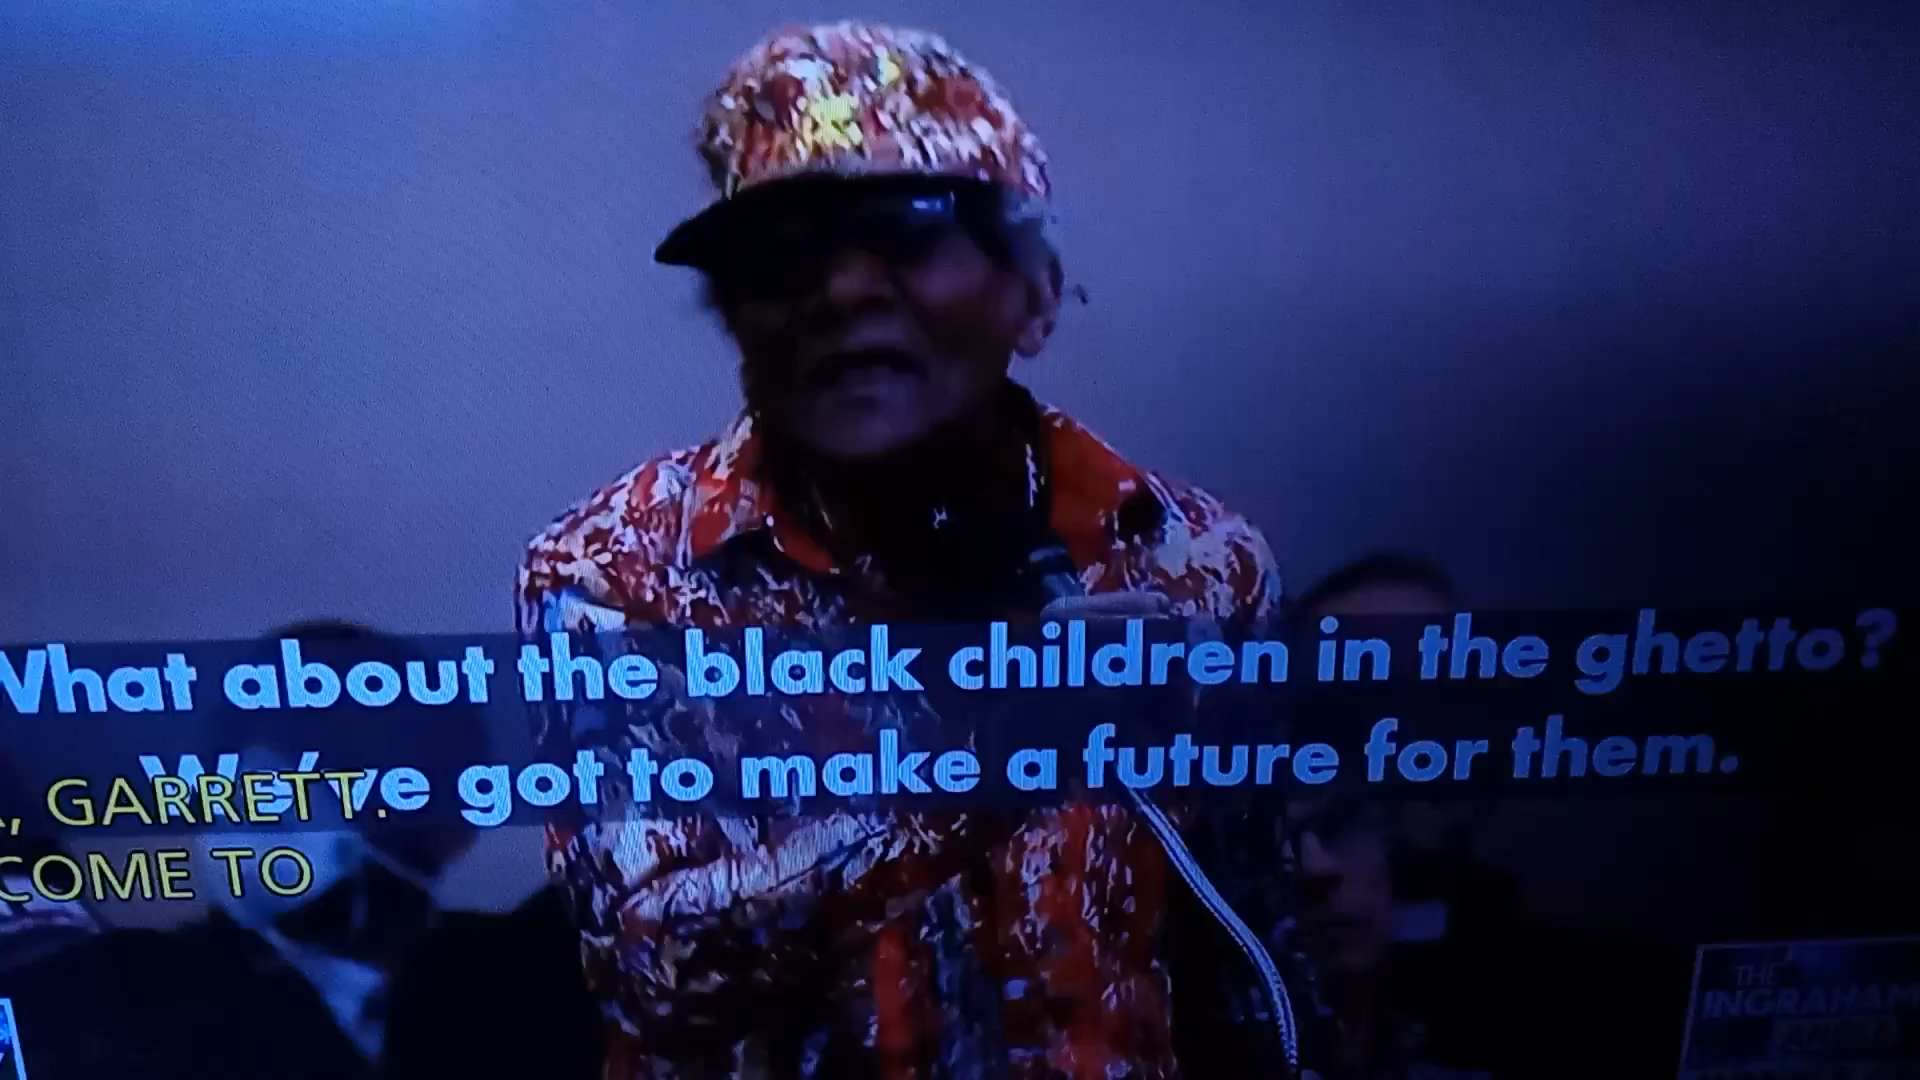 What about the black children in the ghetto?
We've got to make a future for them.
, GARRETT.
COME TO
THE
INGRAHAM